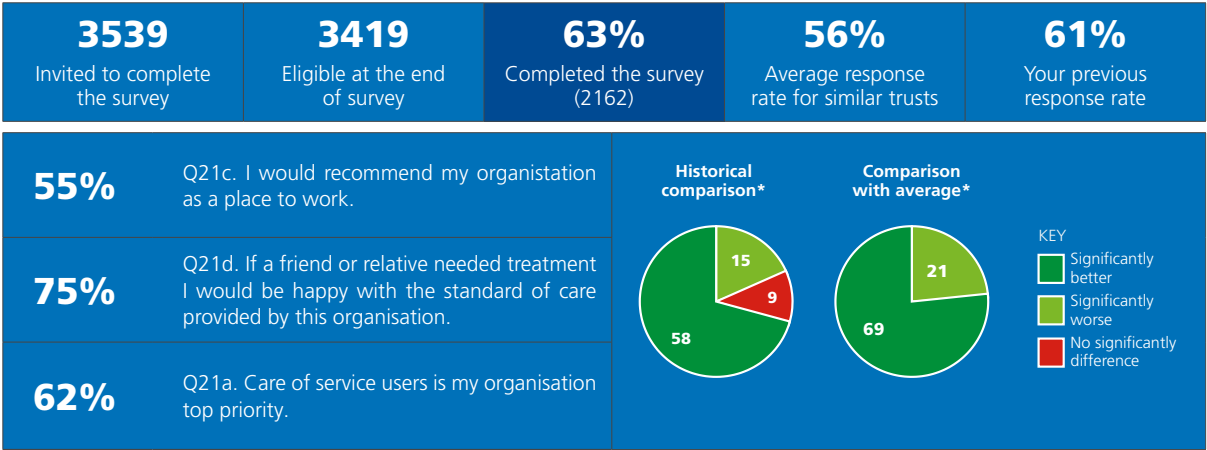 3539
Invited to complete
the survey
3419
Eligible at the end
of survey
63%
Completed the survey
(2162)
56%
Average response
rate for similar trusts
61%
Your previous
response rate
55%
Q21c. I would recommend my organistation
as a place to work.
75%
Q21d. If a friend or relative needed treatment
I would be happy with the standard of care
provided by this organisation.
62%
Q21a. Care of service users is my organisation
top priority.
Historical
comparison*
15
9
58
Comparison
with average*
21
69
KEY
Significantly
better
Significantly
worse
No significantly
difference